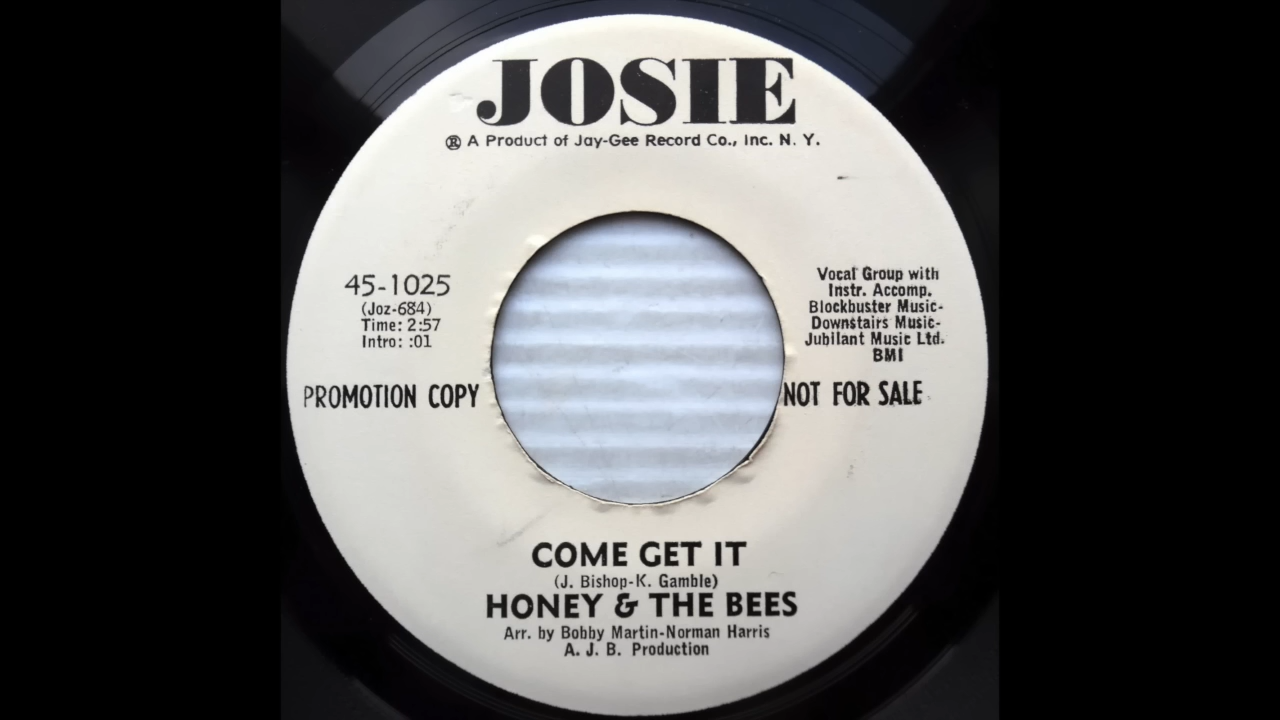 JOSIE
Ⓡ A Product of Jay-Gee Record Co., Inc. N. Y.
45-1025
(Joz-684)
Time: 2:57
Intro: :01
Vocal Group with
Instr. Accomp.
Blockbuster Music-
Downstairs Music-
Jubilant Music Ltd.
BMI
PROMOTION COPY
NOT FOR SALE
COME GET IT
(J. Bishop-K. Gamble)
HONEY & THE BEES
Arr. by Bobby Martin-Norman Harris
A. J. B. Production